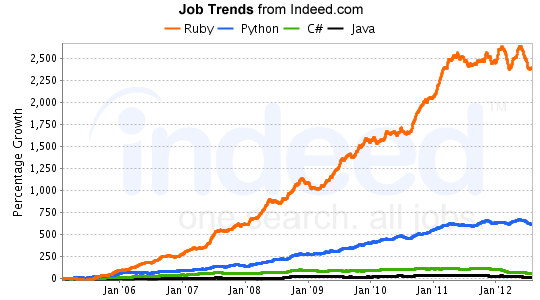 Job Trends from Indeed.com
Ruby Python C# Java
Percentage Growth
2,500
2,250
2,000
1,750
1,500
1,250
1,000
750
500
250
0
indeed™
one search. all jobs.
Jan'06 Jan'07 Jan'08 Jan'09 Jan'10 Jan'11 Jan'12